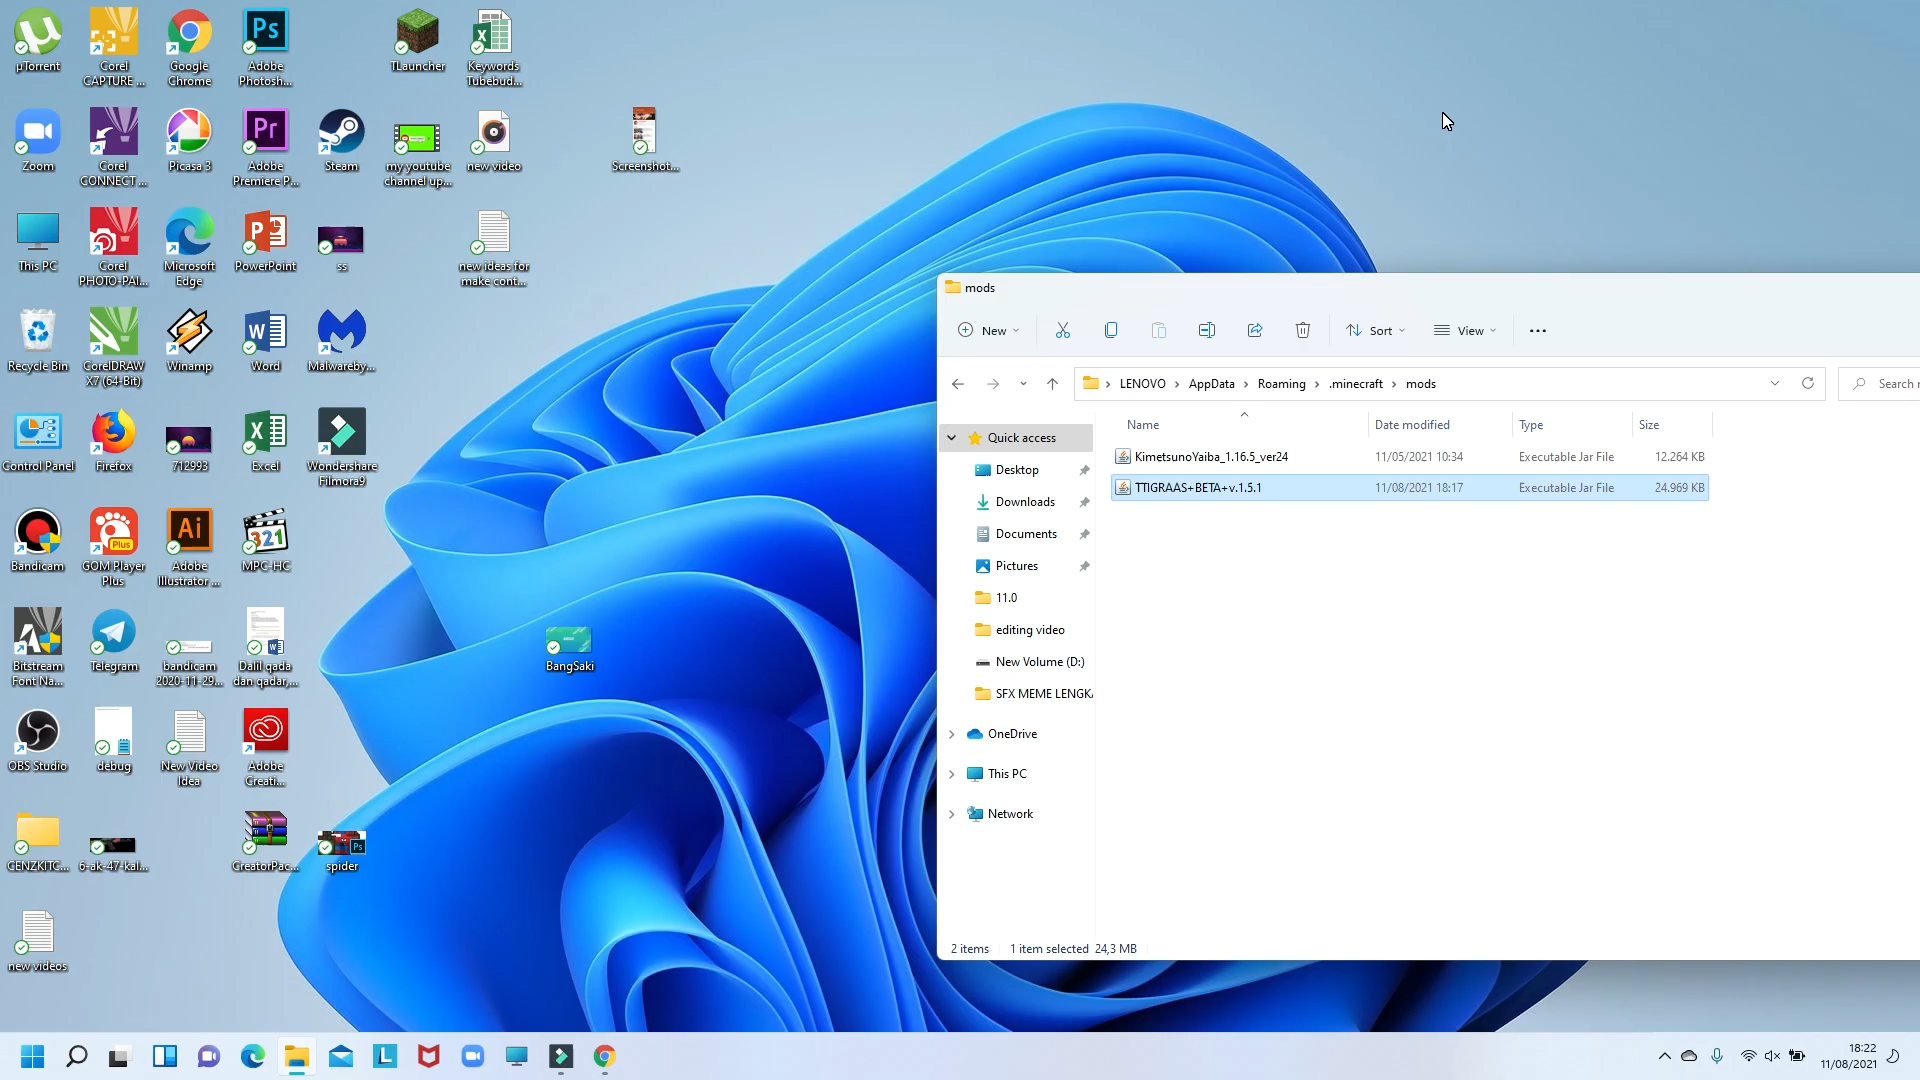 µTorrent
Corel
CAPTURE ...
Google
Chrome
Adobe
Photosh...
TLauncher
Keywords
Tubebud...
Zoom
Corel
CONNECT ...
Picasa 3
Adobe
Premiere P...
Steam
my youtube
channel up...
new video
Screenshot...
This PC
Corel
PHOTO-PAI...
Microsoft
Edge
PowerPoint
ss
new ideas for
make cont...
Recycle Bin
CorelDRAW
X7 (64-Bit)
Winamp
Word
Malwareby...
Control Panel
Firefox
712993
Excel
Wondershare
Filmora9
Bandicam
GOM Player
Plus
Adobe
Illustrator ...
MPC-HC
Bitstream
Font Na...
Telegram
bandicam
2020-11-29...
Dalil qada
dan qadar,...
BangSaki
OBS Studio
debug
New Video
Idea
Adobe
Creati...
GENZKITC...
6-ak-47-kal...
CreatorPac...
spider
new videos
mods
New
Sort
View
LENOVO > AppData > Roaming > .minecraft > mods
Search
Name Date modified Type Size
KimetsunoYaiba_1.16.5_ver24 11/05/2021 10:34 Executable Jar File 12.264 KB
TTIGRAAS+BETA+v.1.5.1 11/08/2021 18:17 Executable Jar File 24.969 KB
Quick access
Desktop
Downloads
Documents
Pictures
11.0
editing video
New Volume (D:)
SFX MEME LENGK
OneDrive
This PC
Network
2 items 1 item selected 24,3 MB
18:22
11/08/2021